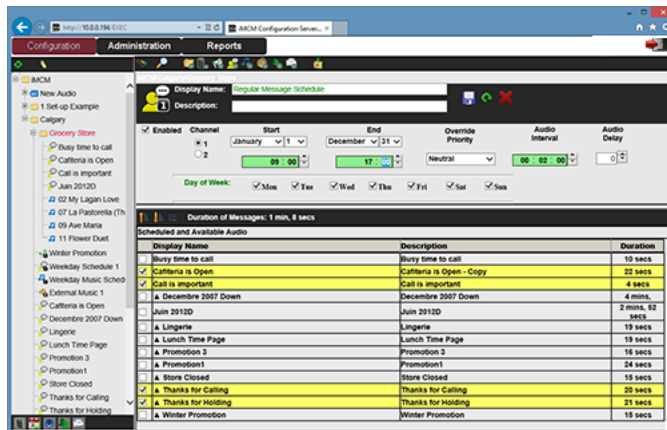 http://10.0.0.194/EI8C
iMCM Configuration Server...
Configuration Administration Reports
iMCM
New Audio
1 Set-up Example
Calgary
Grocery Store
Busy time to call
Cafiteria is Open
Call is important
Juin 2012D
02 My Lagan Love
07 La Pastorella (Th
09 Ave Maria
11 Flower Duet
Winter Promotion
Weekday Schedule 1
Weekday Music Sched
External Music 1
Cafiteria is Open
Decembre 2007 Down
Lingerie
Lunch Time Page
Promotion 3
Promotion1
Store Closed
Thanks for Calling
Thanks for Holding
iMCM\Calgary\Grocery Store
Display Name: Regular Message Schedule
Description:
Enabled Channel Start End Override Priority Audio Interval Audio Delay
1 January 1 December 31
2 09 : 00 17 : 00 Neutral 00 : 02 : 00 0
Day of Week: Mon Tue Wed Thu Fri Sat Sun
Duration of Messages: 1 min, 8 secs
Scheduled and Available Audio
Display Name Description Duration
Busy time to call Busy time to call 10 secs
Cafiteria is Open Cafiteria is Open - Copy 22 secs
Call is important Call is important 4 secs
▲ Decembre 2007 Down Decembre 2007 Down 4 mins,
Juin 2012D Juin 2012D 2 mins, 52 secs
▲ Lingerie Lingerie 19 secs
▲ Lunch Time Page Lunch Time Page 19 secs
▲ Promotion 3 Promotion 3 16 secs
▲ Promotion1 Promotion1 24 secs
▲ Store Closed Store Closed 15 secs
▲ Thanks for Calling Thanks for Calling 20 secs
▲ Thanks for Holding Thanks for Holding 21 secs
▲ Winter Promotion Winter Promotion 15 secs